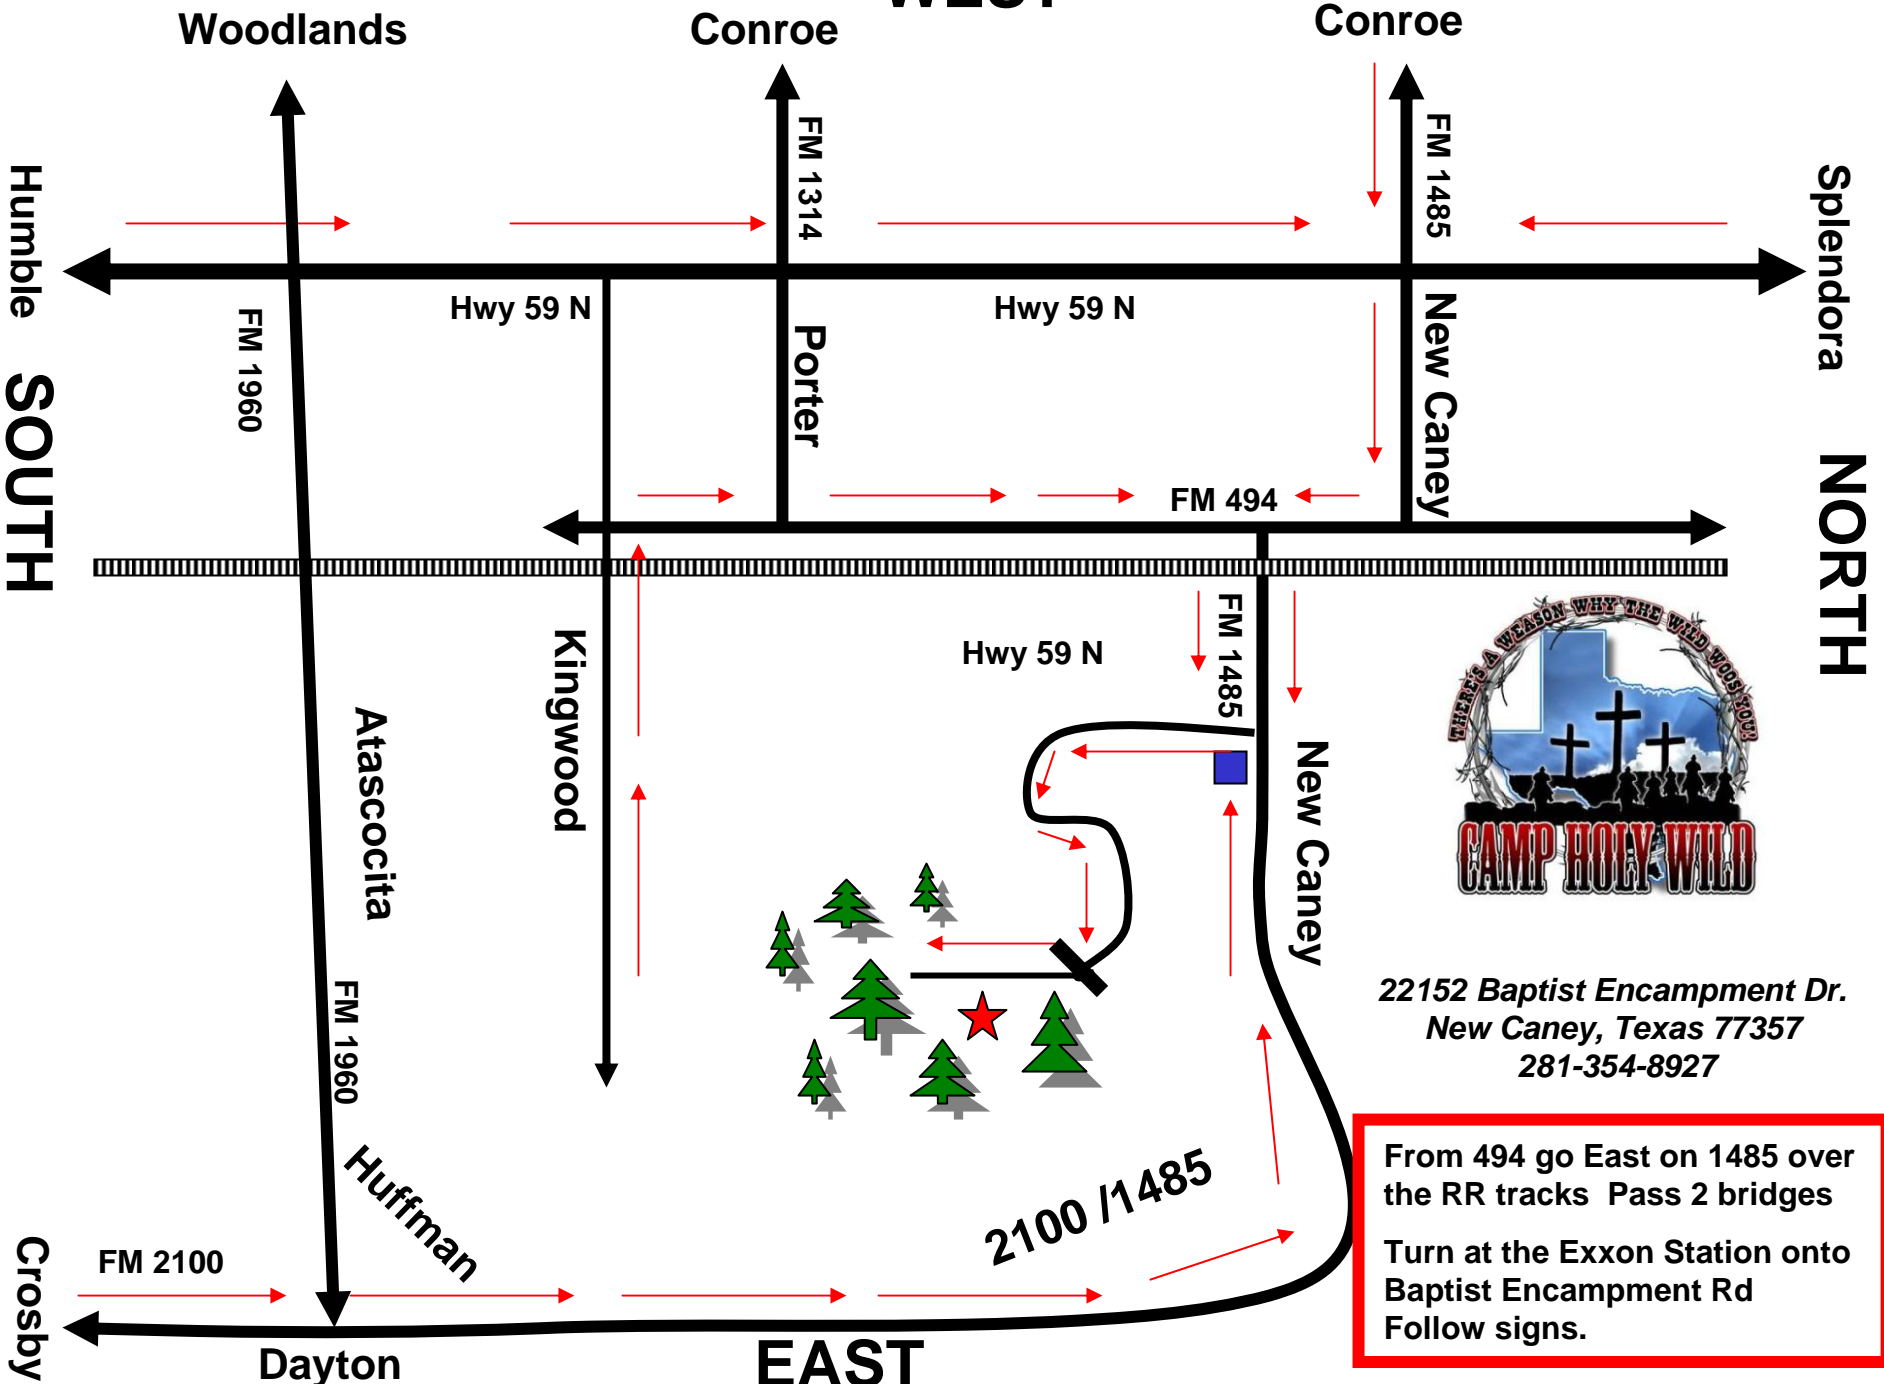 WEST
Woodlands
Conroe
Conroe
FM 1314
FM 1485
Humble
Splendora
Hwy 59 N
Hwy 59 N
FM 1960
Porter
New Caney
SOUTH
NORTH
FM 494
Kingwood
Hwy 59 N
FM 1485
THERE'S A WEASON WHY THE WILD WOOS YOU!
CAMP HOLY WILD
Atascocita
New Caney
FM 1960
22152 Baptist Encampment Dr.
New Caney, Texas 77357
281-354-8927
Huffman
2100 /1485
From 494 go East on 1485 over
the RR tracks Pass 2 bridges
Turn at the Exxon Station onto
Baptist Encampment Rd
Follow signs.
Crosby
FM 2100
Dayton
EAST